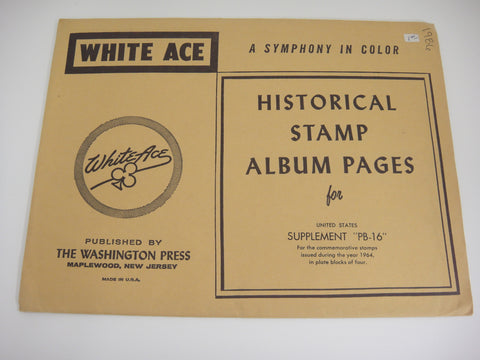 WHITE ACE
A SYMPHONY IN COLOR
1986
White Ace
PUBLISHED BY
THE WASHINGTON PRESS
MAPLEWOOD, NEW JERSEY
MADE IN U.S.A.
HISTORICAL
STAMP
ALBUM PAGES
for
UNITED STATES
SUPPLEMENT "PB-16"
For the commemorative stamps
issued during the year 1964,
in plate blocks of four.